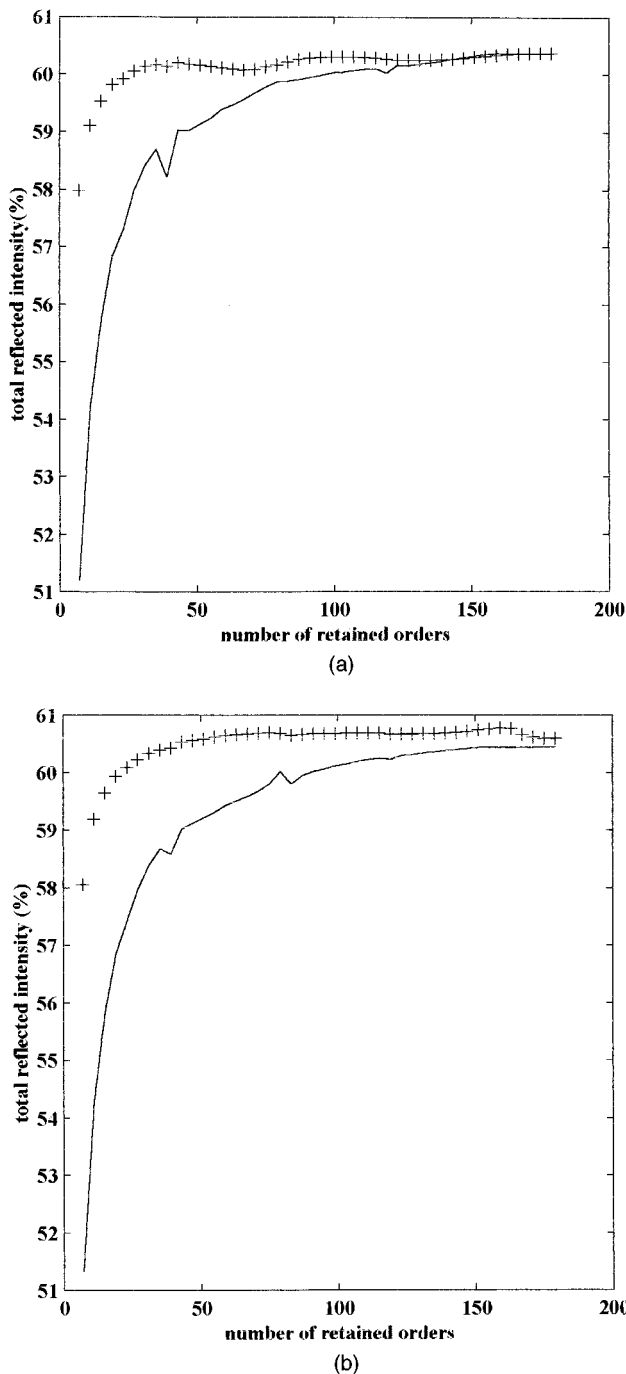 61
60
59
58
57
56
55
54
53
52
51
total reflected intensity(%)
0 50 100 150 200
number of retained orders
(a)
61
60
59
58
57
56
55
54
53
52
51
total reflected intensity (%)
0 50 100 150 200
number of retained orders
(b)